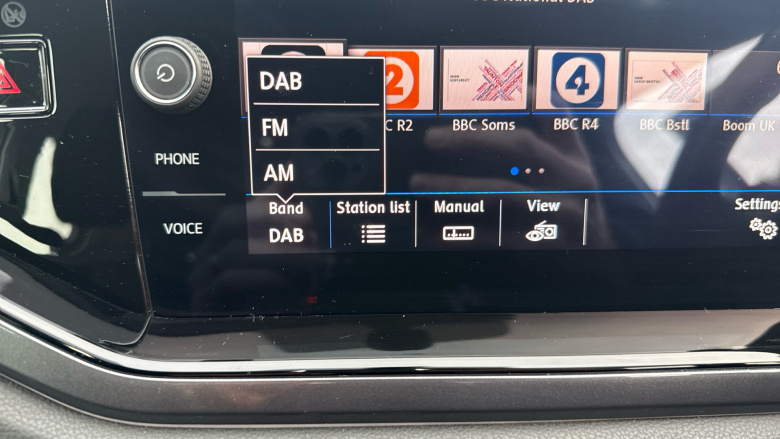 National DAB
DAB
FM
AM
2
4
C R2
BBC Soms
BBC R4
BBC Bstl
Boom UK
PHONE
VOICE
Band
DAB
Station list
Manual
View
Settings